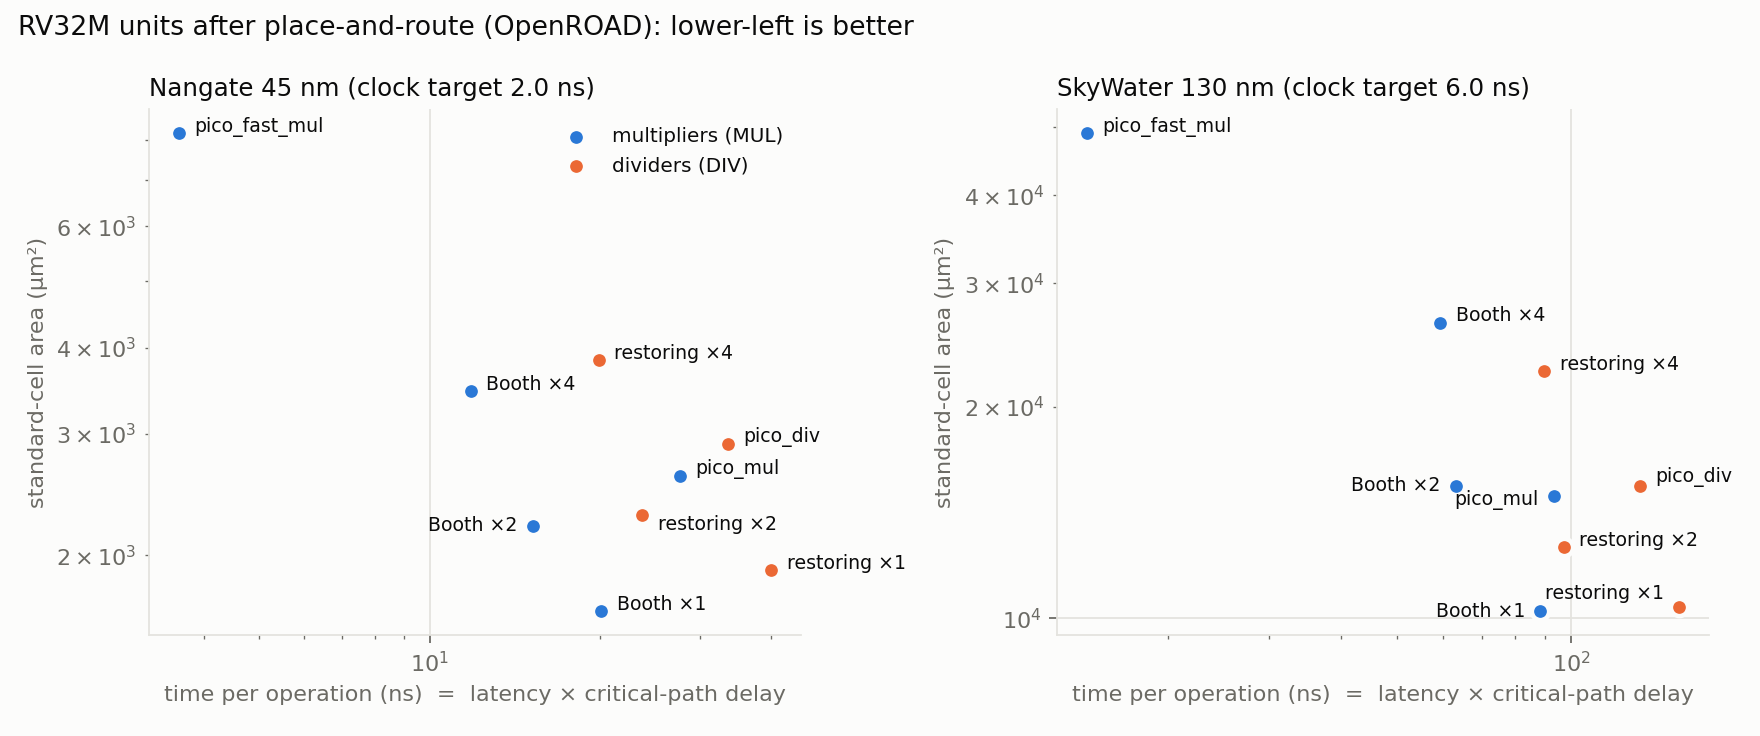 RV32M units after place-and-route (OpenROAD): lower-left is better
Nangate 45 nm (clock target 2.0 ns)
pico_fast_mul
multipliers (MUL)
dividers (DIV)
6 × 10³
4 × 10³
3 × 10³
2 × 10³
standard-cell area (µm²)
restoring ×4
Booth ×4
pico_div
pico_mul
Booth ×2
restoring ×2
restoring ×1
Booth ×1
10¹
time per operation (ns) = latency × critical-path delay
SkyWater 130 nm (clock target 6.0 ns)
pico_fast_mul
4 × 10⁴
3 × 10⁴
2 × 10⁴
10⁴
standard-cell area (µm²)
Booth ×4
restoring ×4
pico_div
Booth ×2
pico_mul
restoring ×2
restoring ×1
Booth ×1
10²
time per operation (ns) = latency × critical-path delay